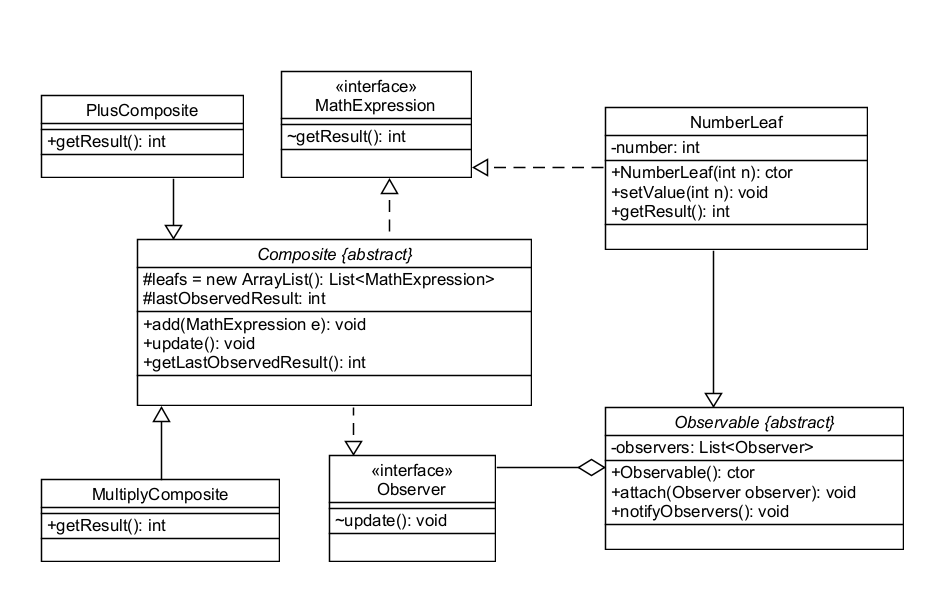 PlusComposite
+getResult(): int
«interface»
MathExpression
~getResult(): int
NumberLeaf
-number: int
+NumberLeaf(int n): ctor
+setValue(int n): void
+getResult(): int
Composite {abstract}
#leafs = new ArrayList(): List<MathExpression>
#lastObservedResult: int
+add(MathExpression e): void
+update(): void
+getLastObservedResult(): int
MultiplyComposite
+getResult(): int
«interface»
Observer
~update(): void
Observable {abstract}
-observers: List<Observer>
+Observable(): ctor
+attach(Observer observer): void
+notifyObservers(): void